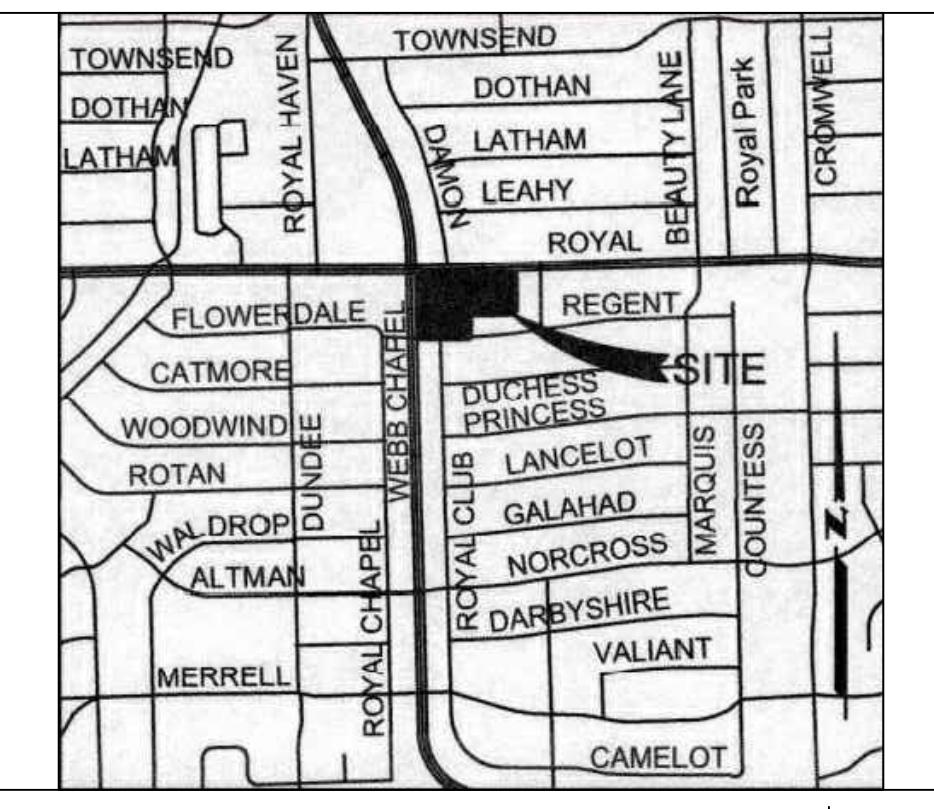 TOWNSEND
TOWNSEND
DOTHAN
DOTHAN
LATHAM
LATHAM
LEAHY
ROYAL
ROYAL HAVEN
DAMON
BEAUTY LANE
Royal Park
CROMWELL
FLOWERDALE
REGENT
CATMORE
SITE
DUCHESS
PRINCESS
WOODWIND
LANCELOT
ROTAN
GALAHAD
WALDROP
NORCROSS
ALTMAN
DARBYSHIRE
VALIANT
MERRELL
CAMELOT
DUNDEE
WEBB CHAPEL
ROYAL CHAPEL
ROYAL CLUB
MARQUIS
COUNTESS
N